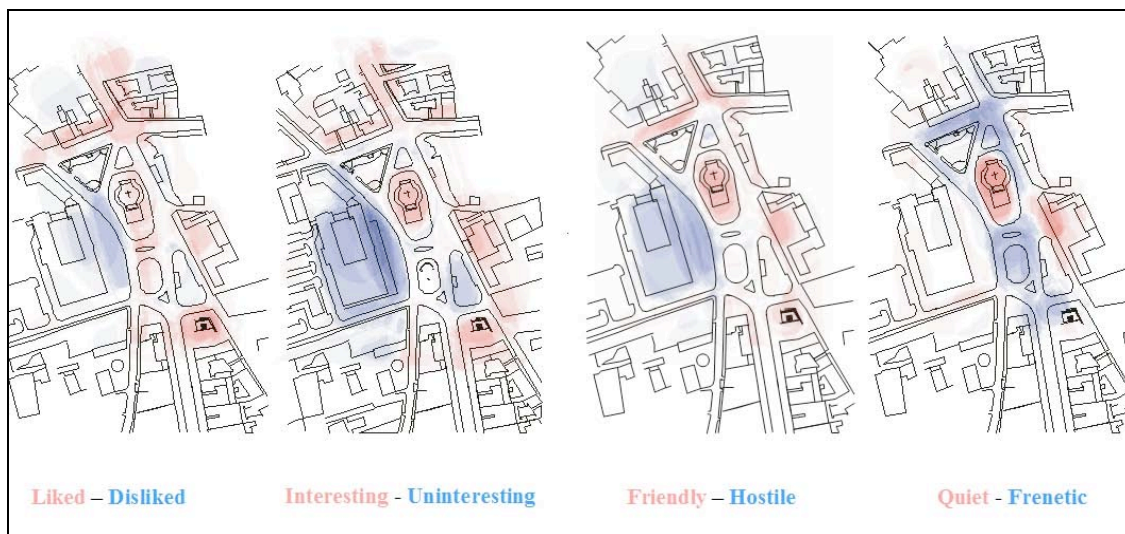 Liked – Disliked
Interesting - Uninteresting
Friendly – Hostile
Quiet - Frenetic